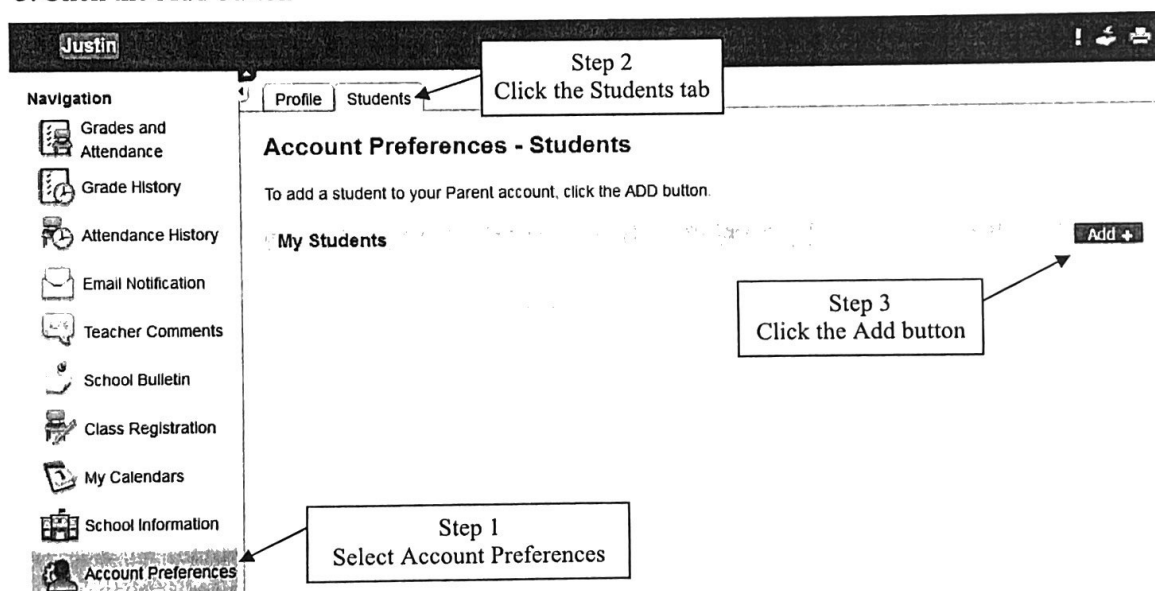 Justin
!
Step 2
Click the Students tab
Navigation
Profile
Students
Grades and
Attendance
Account Preferences - Students
Grade History
To add a student to your Parent account, click the ADD button.
Attendance History
My Students
Add +
Email Notification
Step 3
Click the Add button
Teacher Comments
School Bulletin
Class Registration
My Calendars
School Information
Step 1
Select Account Preferences
Account Preferences